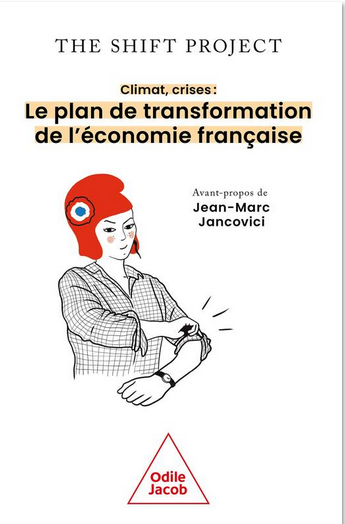 THE SHIFT PROJECT
Climat, crises :
Le plan de transformation
de l’économie française
Avant-propos de
Jean-Marc
Jancovici
Odile
Jacob